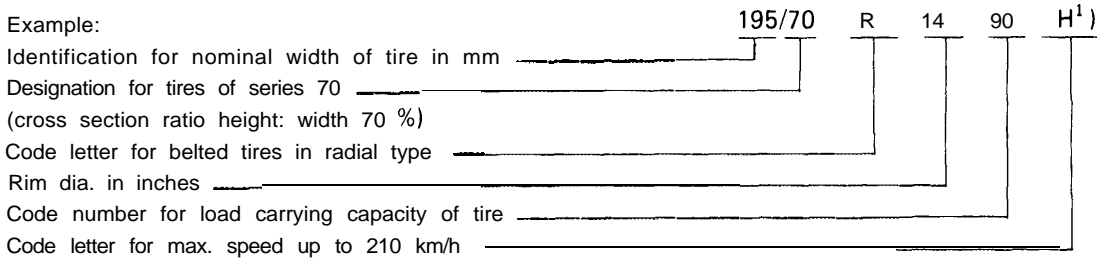 Example: 195/70 R 14 90 H¹)
Identification for nominal width of tire in mm
Designation for tires of series 70
(cross section ratio height: width 70 %)
Code letter for belted tires in radial type
Rim dia. in inches
Code number for load carrying capacity of tire
Code letter for max. speed up to 210 km/h